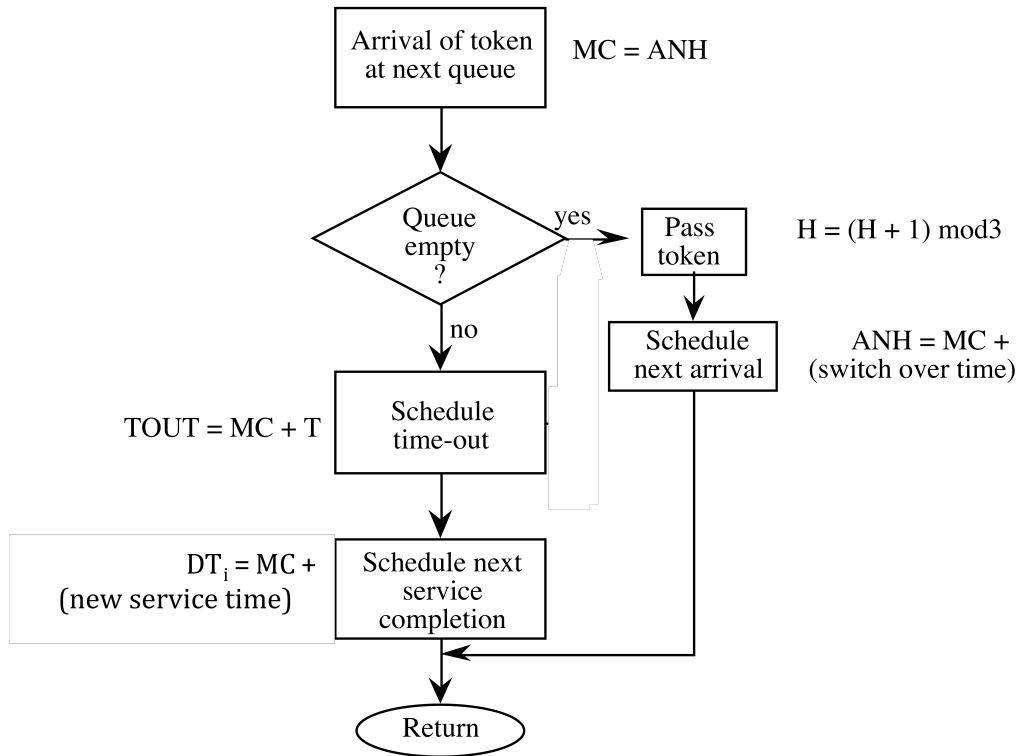 Arrival of token
at next queue
MC = ANH
Queue
empty
?
yes
Pass
token
H = (H + 1) mod3
no
Schedule
next arrival
ANH = MC +
(switch over time)
TOUT = MC + T
Schedule
time-out
DTi = MC +
(new service time)
Schedule next
service
completion
Return